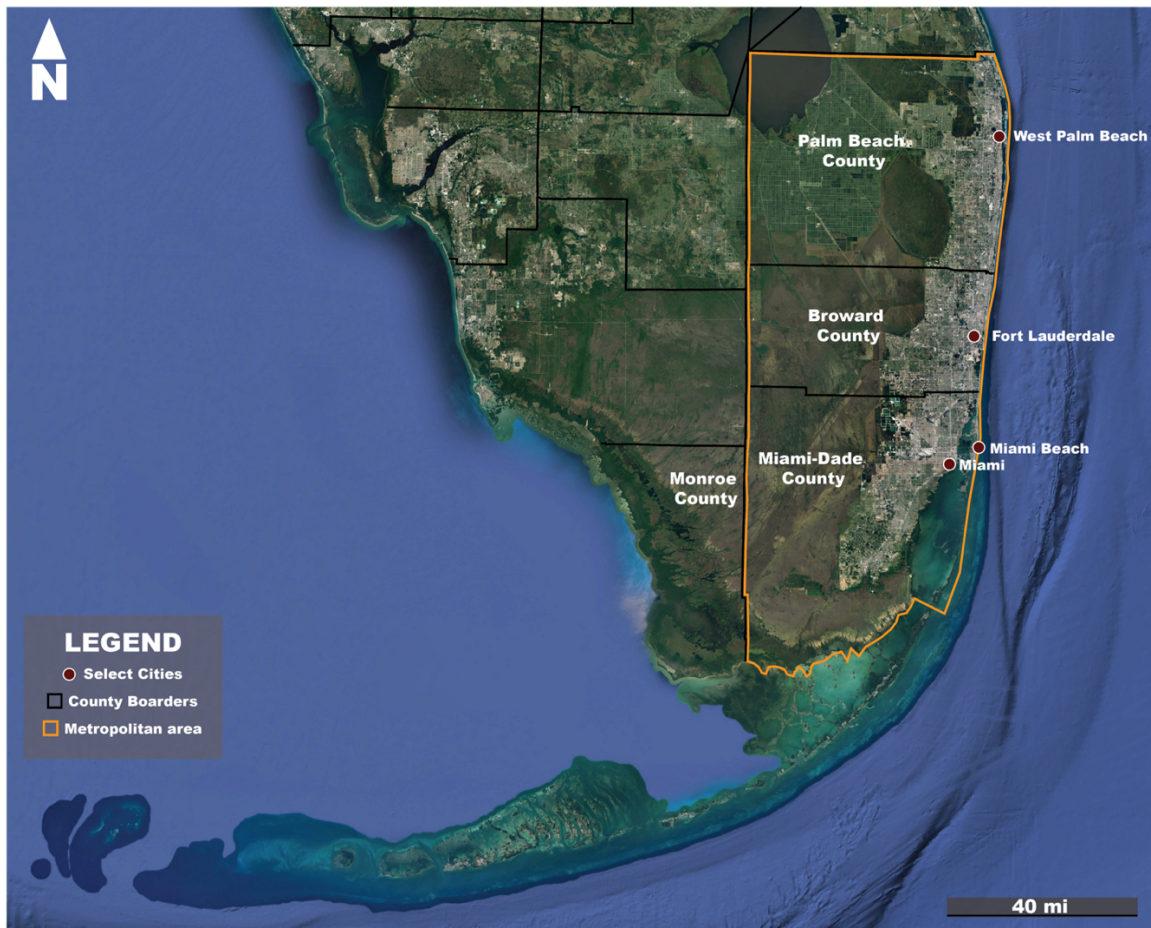 N
West Palm Beach
Palm Beach
County
Broward
County
Fort Lauderdale
Miami Beach
Miami-Dade
County
Miami
Monroe
County
LEGEND
Select Cities
County Boarders
Metropolitan area
40 mi